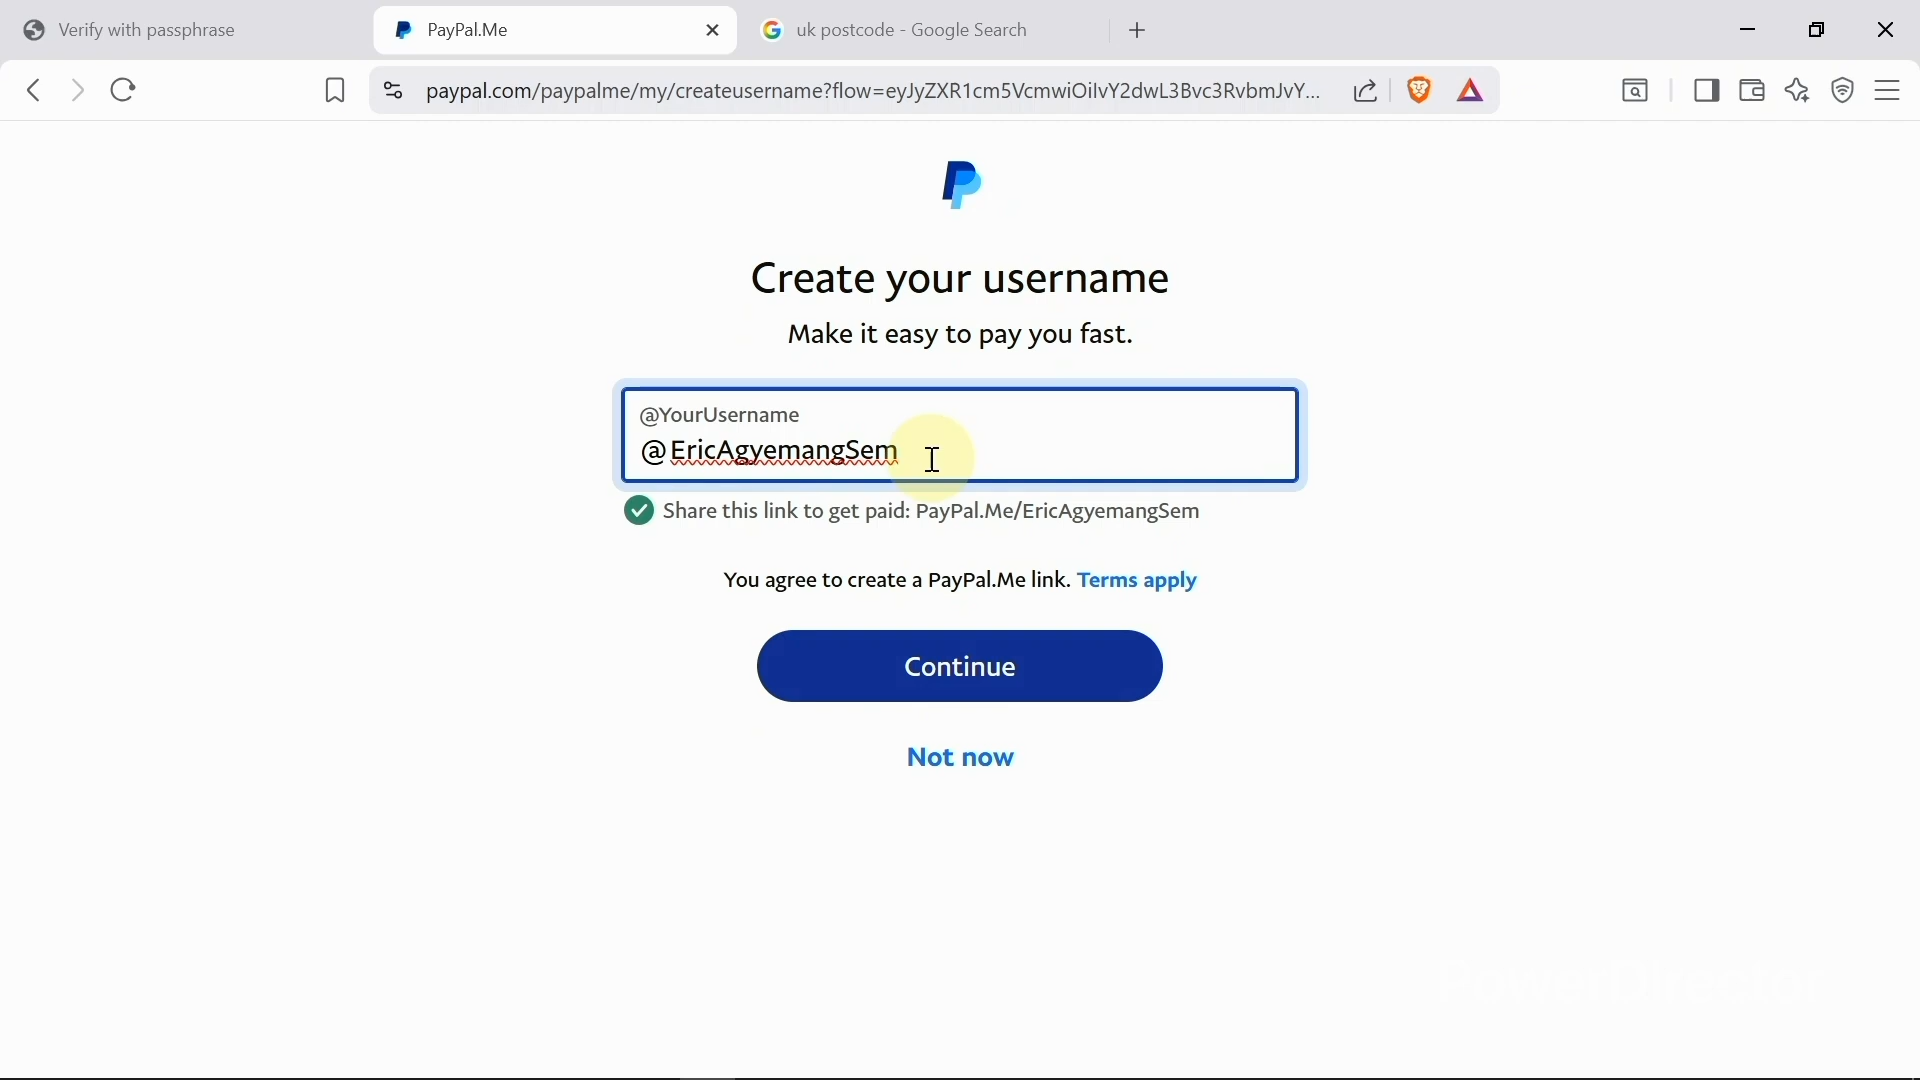 Verify with passphrase
PayPal.Me
uk postcode - Google Search
paypal.com/paypalme/my/createusername?flow=eyJyZXR1cm5VcmwiOiIvY2dwL3Bvc3RvbmJvY...
Create your username
Make it easy to pay you fast.
@YourUsername
@EricAgyemangSem
Share this link to get paid: PayPal.Me/EricAgyemangSem
You agree to create a PayPal.Me link. Terms apply
Continue
Not now